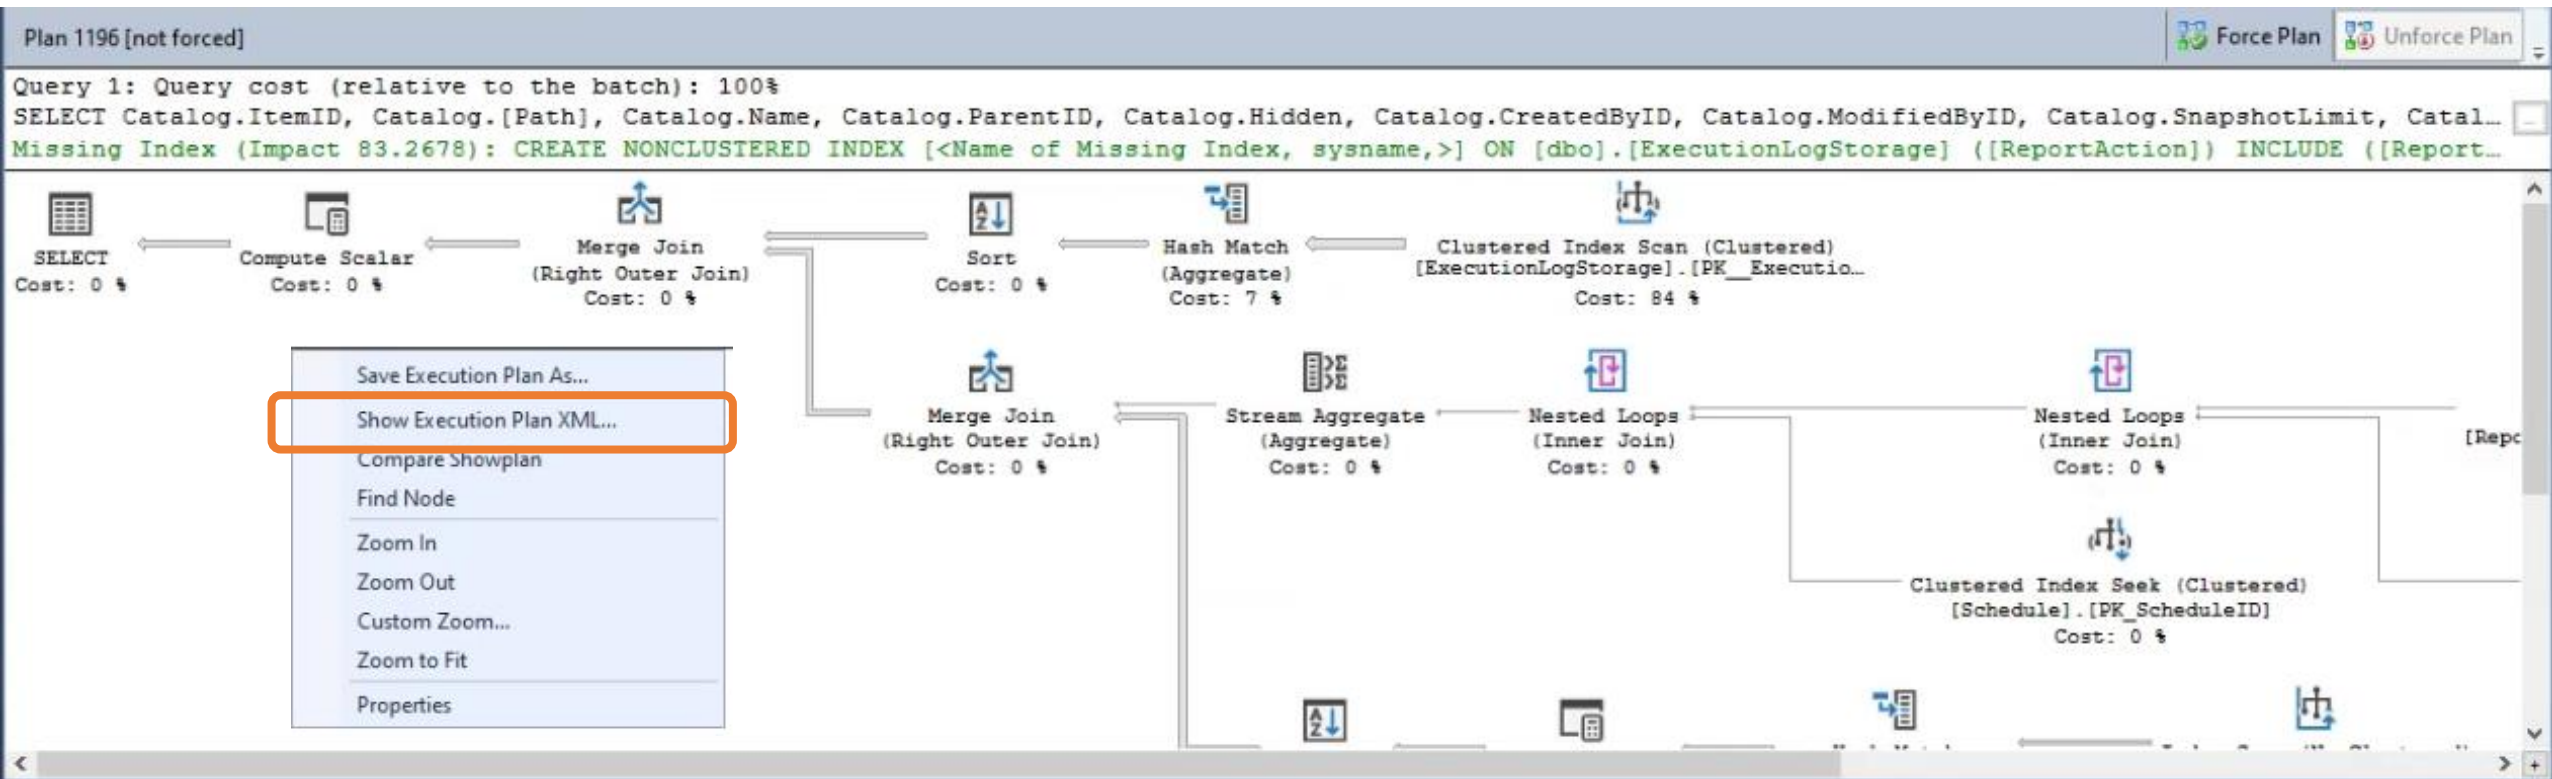 Plan 1196 [not forced]
Force Plan
Unforce Plan
Query 1: Query cost (relative to the batch): 100%
SELECT Catalog.ItemID, Catalog.[Path], Catalog.Name, Catalog.ParentID, Catalog.Hidden, Catalog.CreatedByID, Catalog.ModifiedByID, Catalog.SnapshotLimit, Catal…
Missing Index (Impact 83.2678): CREATE NONCLUSTERED INDEX [<Name of Missing Index, sysname,>] ON [dbo].[ExecutionLogStorage] ([ReportAction]) INCLUDE ([Report…
SELECT
Cost: 0 %
Compute Scalar
Cost: 0 %
Merge Join
(Right Outer Join)
Cost: 0 %
Sort
Cost: 0 %
Hash Match
(Aggregate)
Cost: 7 %
Clustered Index Scan (Clustered)
[ExecutionLogStorage].[PK__Executio…
Cost: 84 %
Save Execution Plan As...
Show Execution Plan XML...
Compare Showplan
Find Node
Zoom In
Zoom Out
Custom Zoom...
Zoom to Fit
Properties
Merge Join
(Right Outer Join)
Cost: 0 %
Stream Aggregate
(Aggregate)
Cost: 0 %
Nested Loops
(Inner Join)
Cost: 0 %
Nested Loops
(Inner Join)
Cost: 0 %
[Repo
Clustered Index Seek (Clustered)
[Schedule].[PK_ScheduleID]
Cost: 0 %